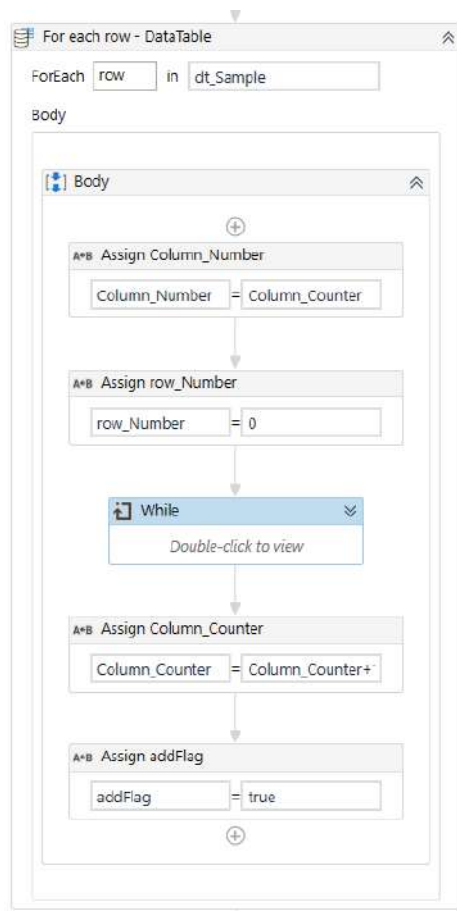 For each row - DataTable
ForEach row in dt_Sample
Body
Body
A*B Assign Column_Number
Column_Number = Column_Counter
A*B Assign row_Number
row_Number = 0
While
Double-click to view
A*B Assign Column_Counter
Column_Counter = Column_Counter+
A*B Assign addFlag
addFlag = true